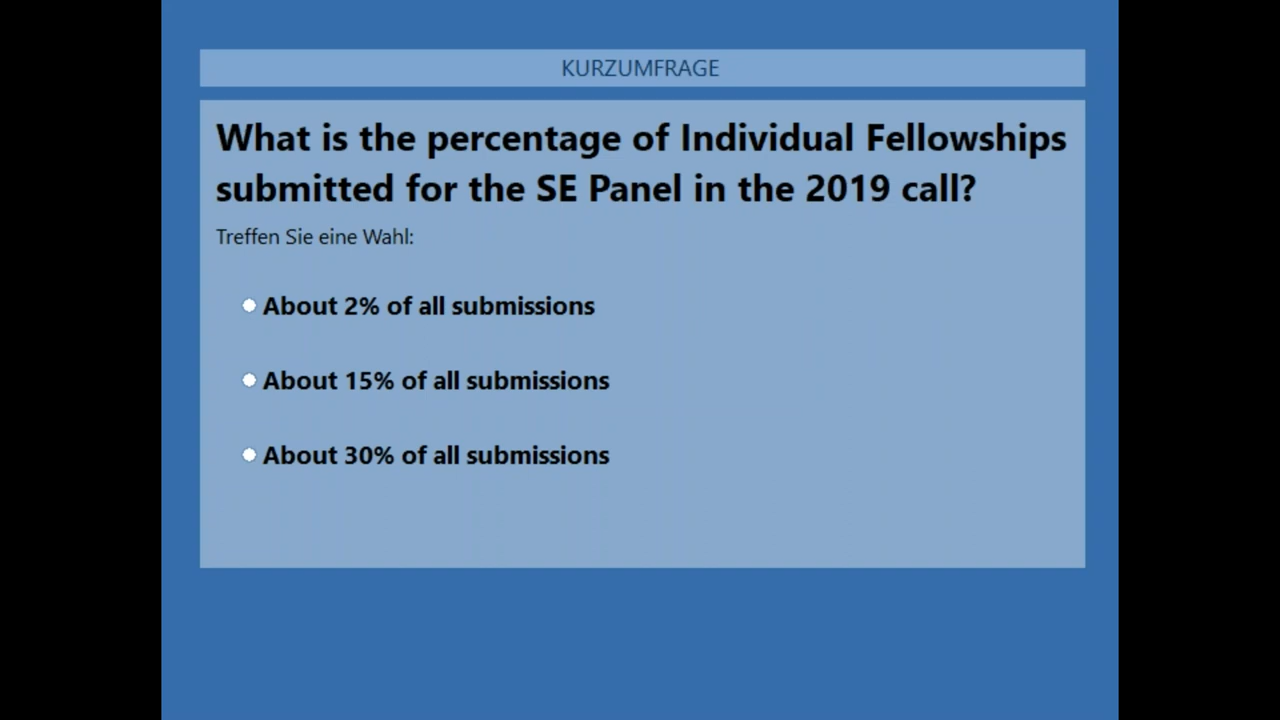 KURZUMFRAGE
What is the percentage of Individual Fellowships
submitted for the SE Panel in the 2019 call?
Treffen Sie eine Wahl:
About 2% of all submissions
About 15% of all submissions
About 30% of all submissions